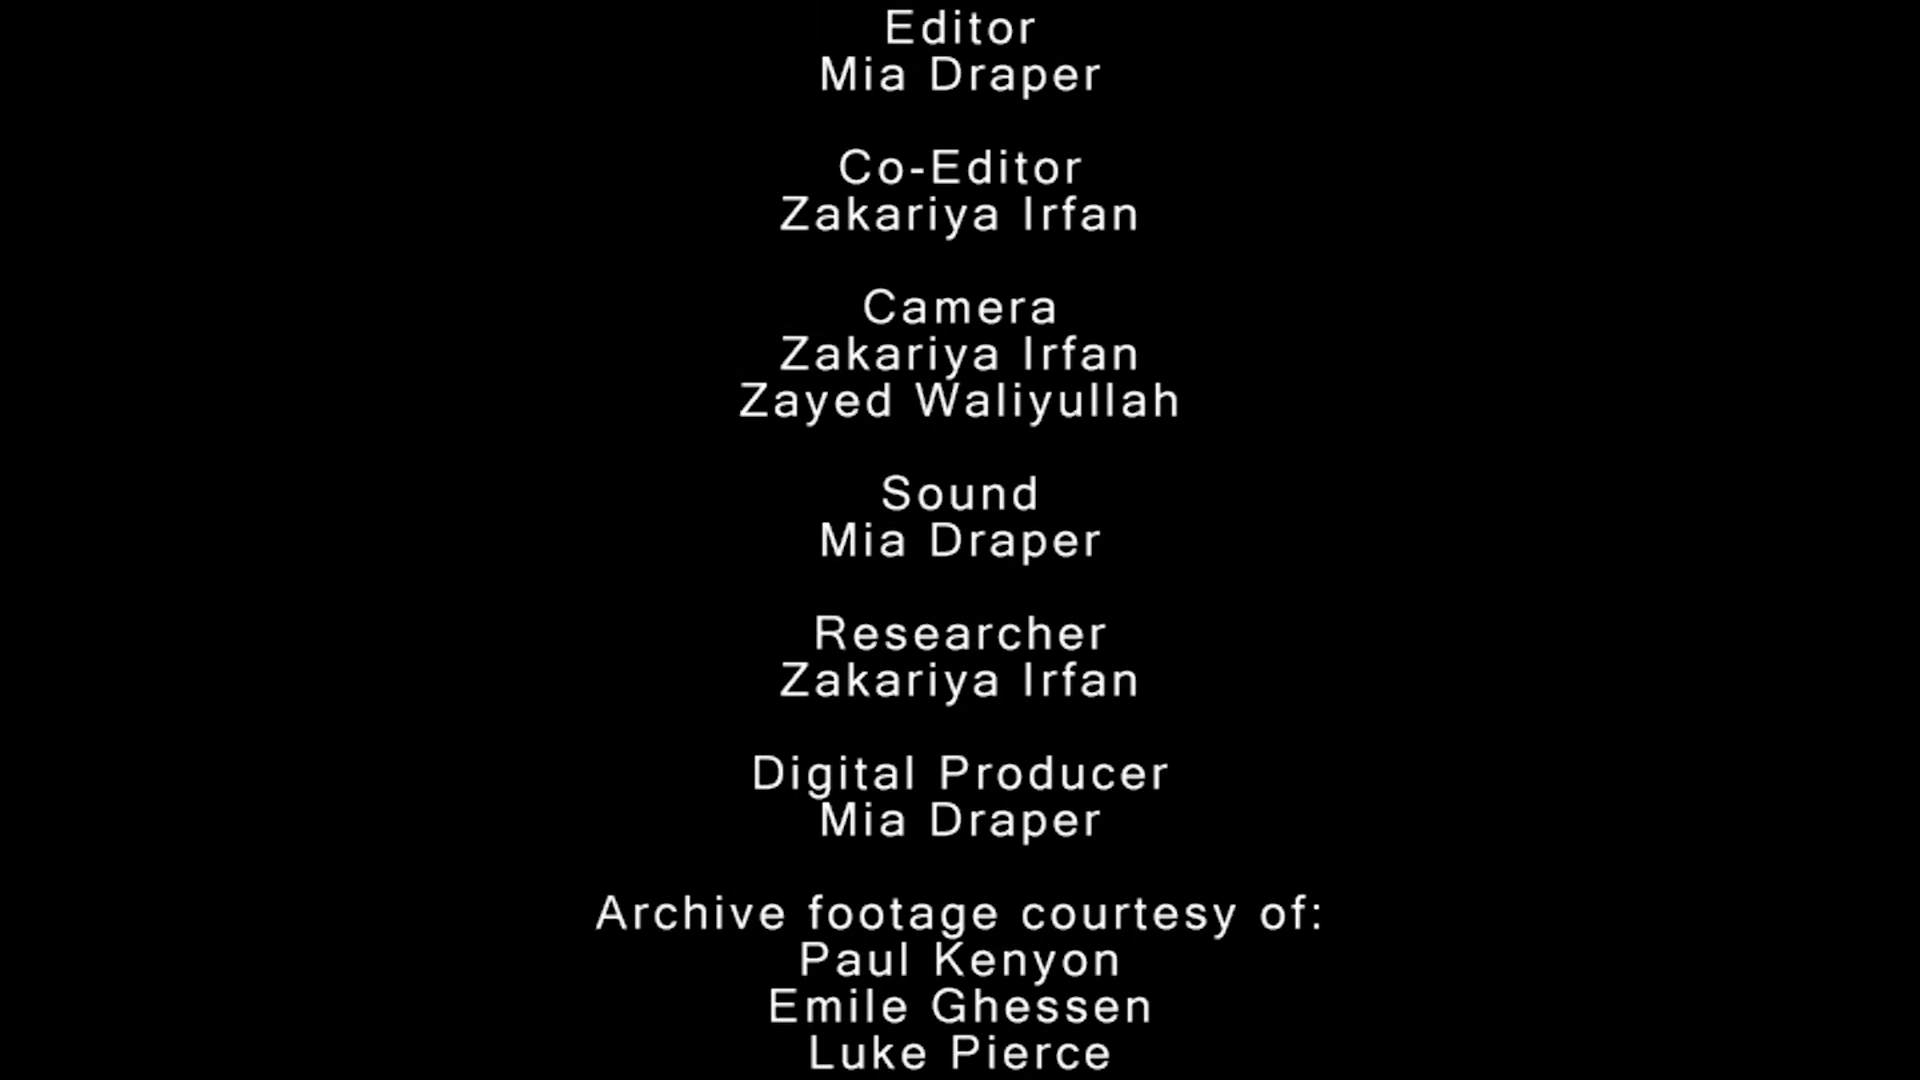 Editor
Mia Draper
Co-Editor
Zakariya Irfan
Camera
Zakariya Irfan
Zayed Waliyullah
Sound
Mia Draper
Researcher
Zakariya Irfan
Digital Producer
Mia Draper
Archive footage courtesy of:
Paul Kenyon
Emile Ghessen
Luke Pierce